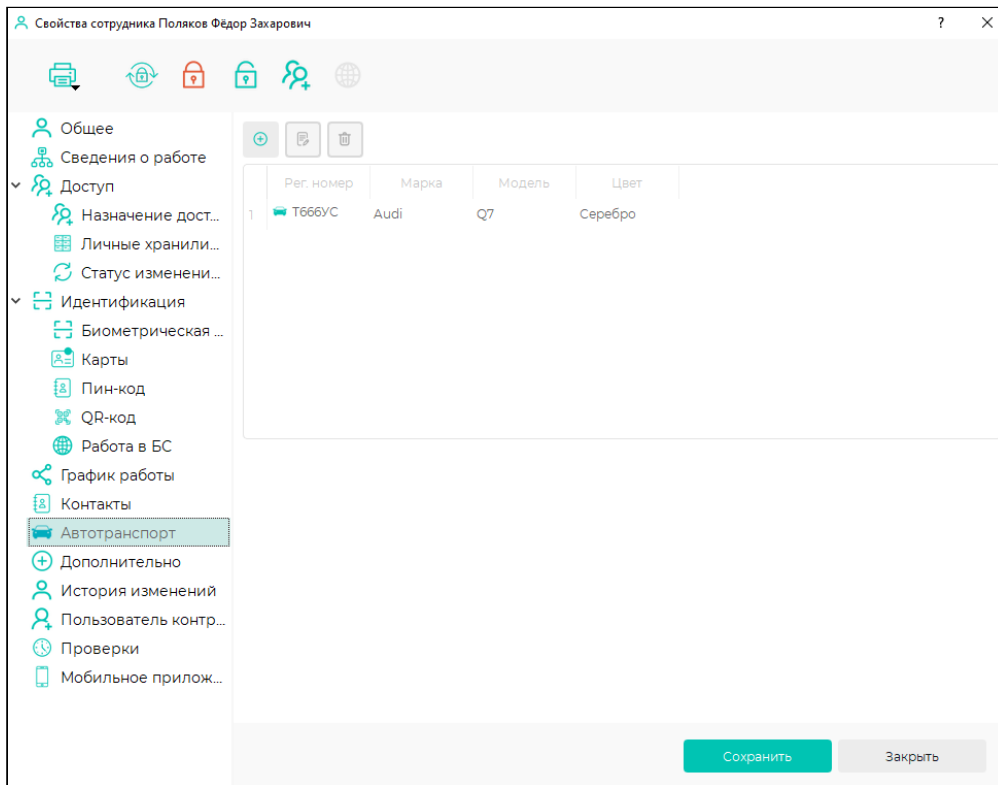 Свойства сотрудника Поляков Фёдор Захарович
?
Общее
Сведения о работе
Доступ
Назначение дост...
Личные хранили...
Статус изменени...
Идентификация
Биометрическая ...
Карты
Пин-код
QR-код
Работа в БС
График работы
Контакты
Автотранспорт
Дополнительно
История изменений
Пользователь контр...
Проверки
Мобильное прилож...
Рег. номер Марка Модель Цвет
1 Т666УС Audi Q7 Серебро
Сохранить Закрыть